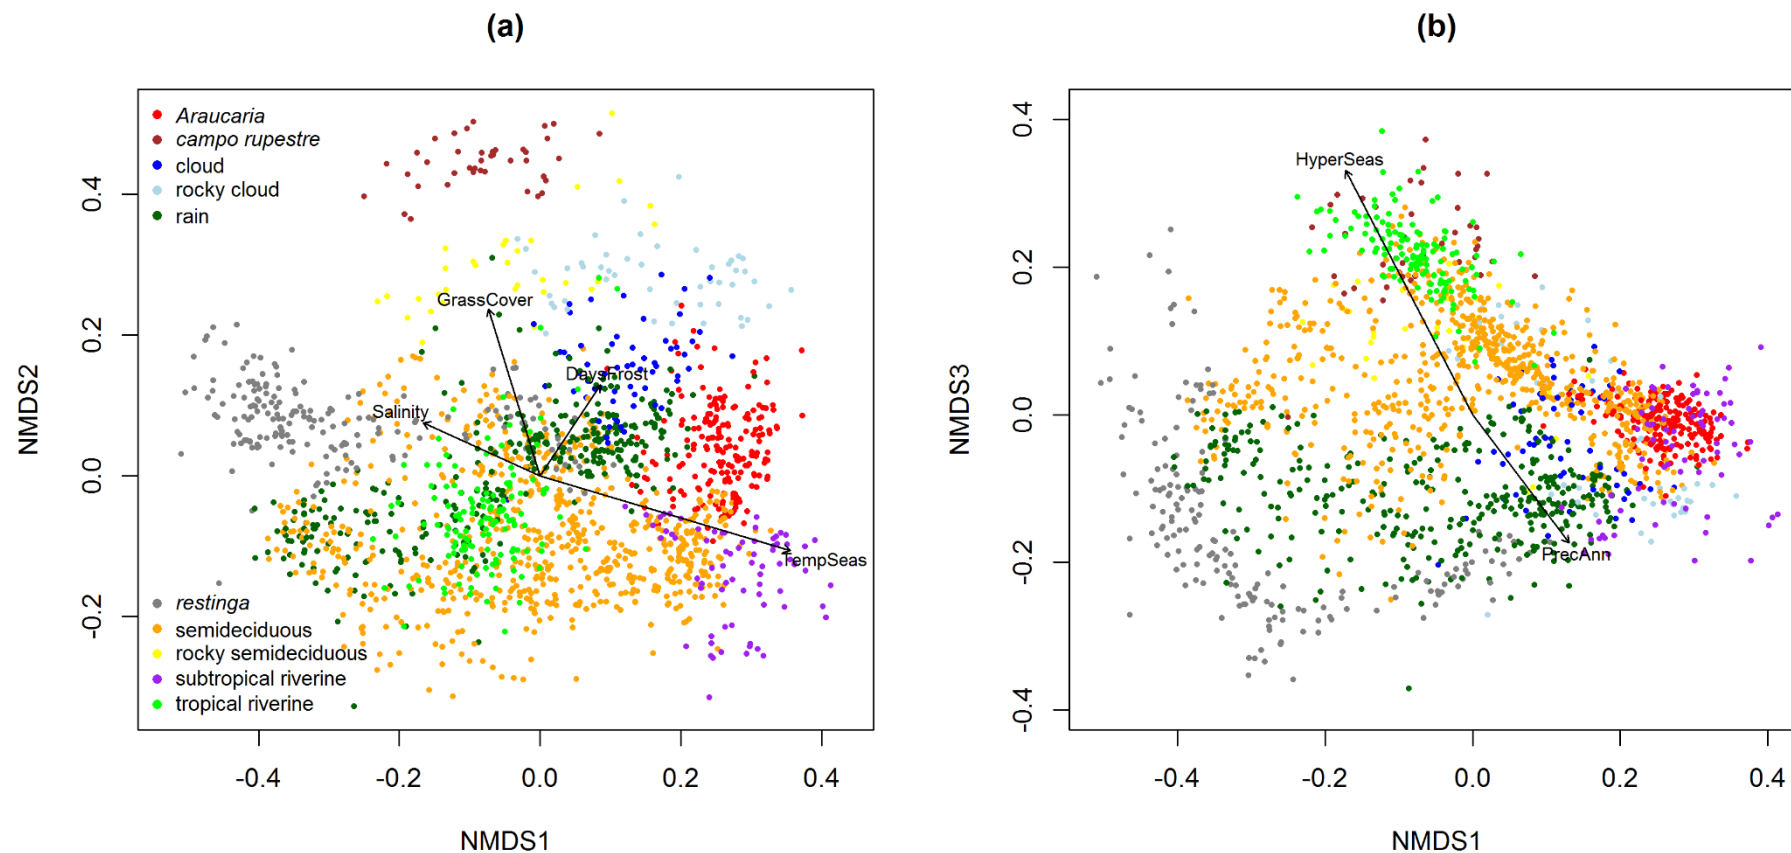 (a)
(b)
Araucaria
campo rupestre
cloud
rocky cloud
rain
GrassCover
DaysFrost
Salinity
TempSeas
restinga
semideciduous
rocky semideciduous
subtropical riverine
tropical riverine
NMDS2
0.4
0.2
0.0
-0.2
-0.4
-0.2
0.0
0.2
0.4
NMDS1
HyperSeas
PrecAnn
NMDS3
0.4
0.2
0.0
-0.2
-0.4
-0.4
-0.2
0.0
0.2
0.4
NMDS1